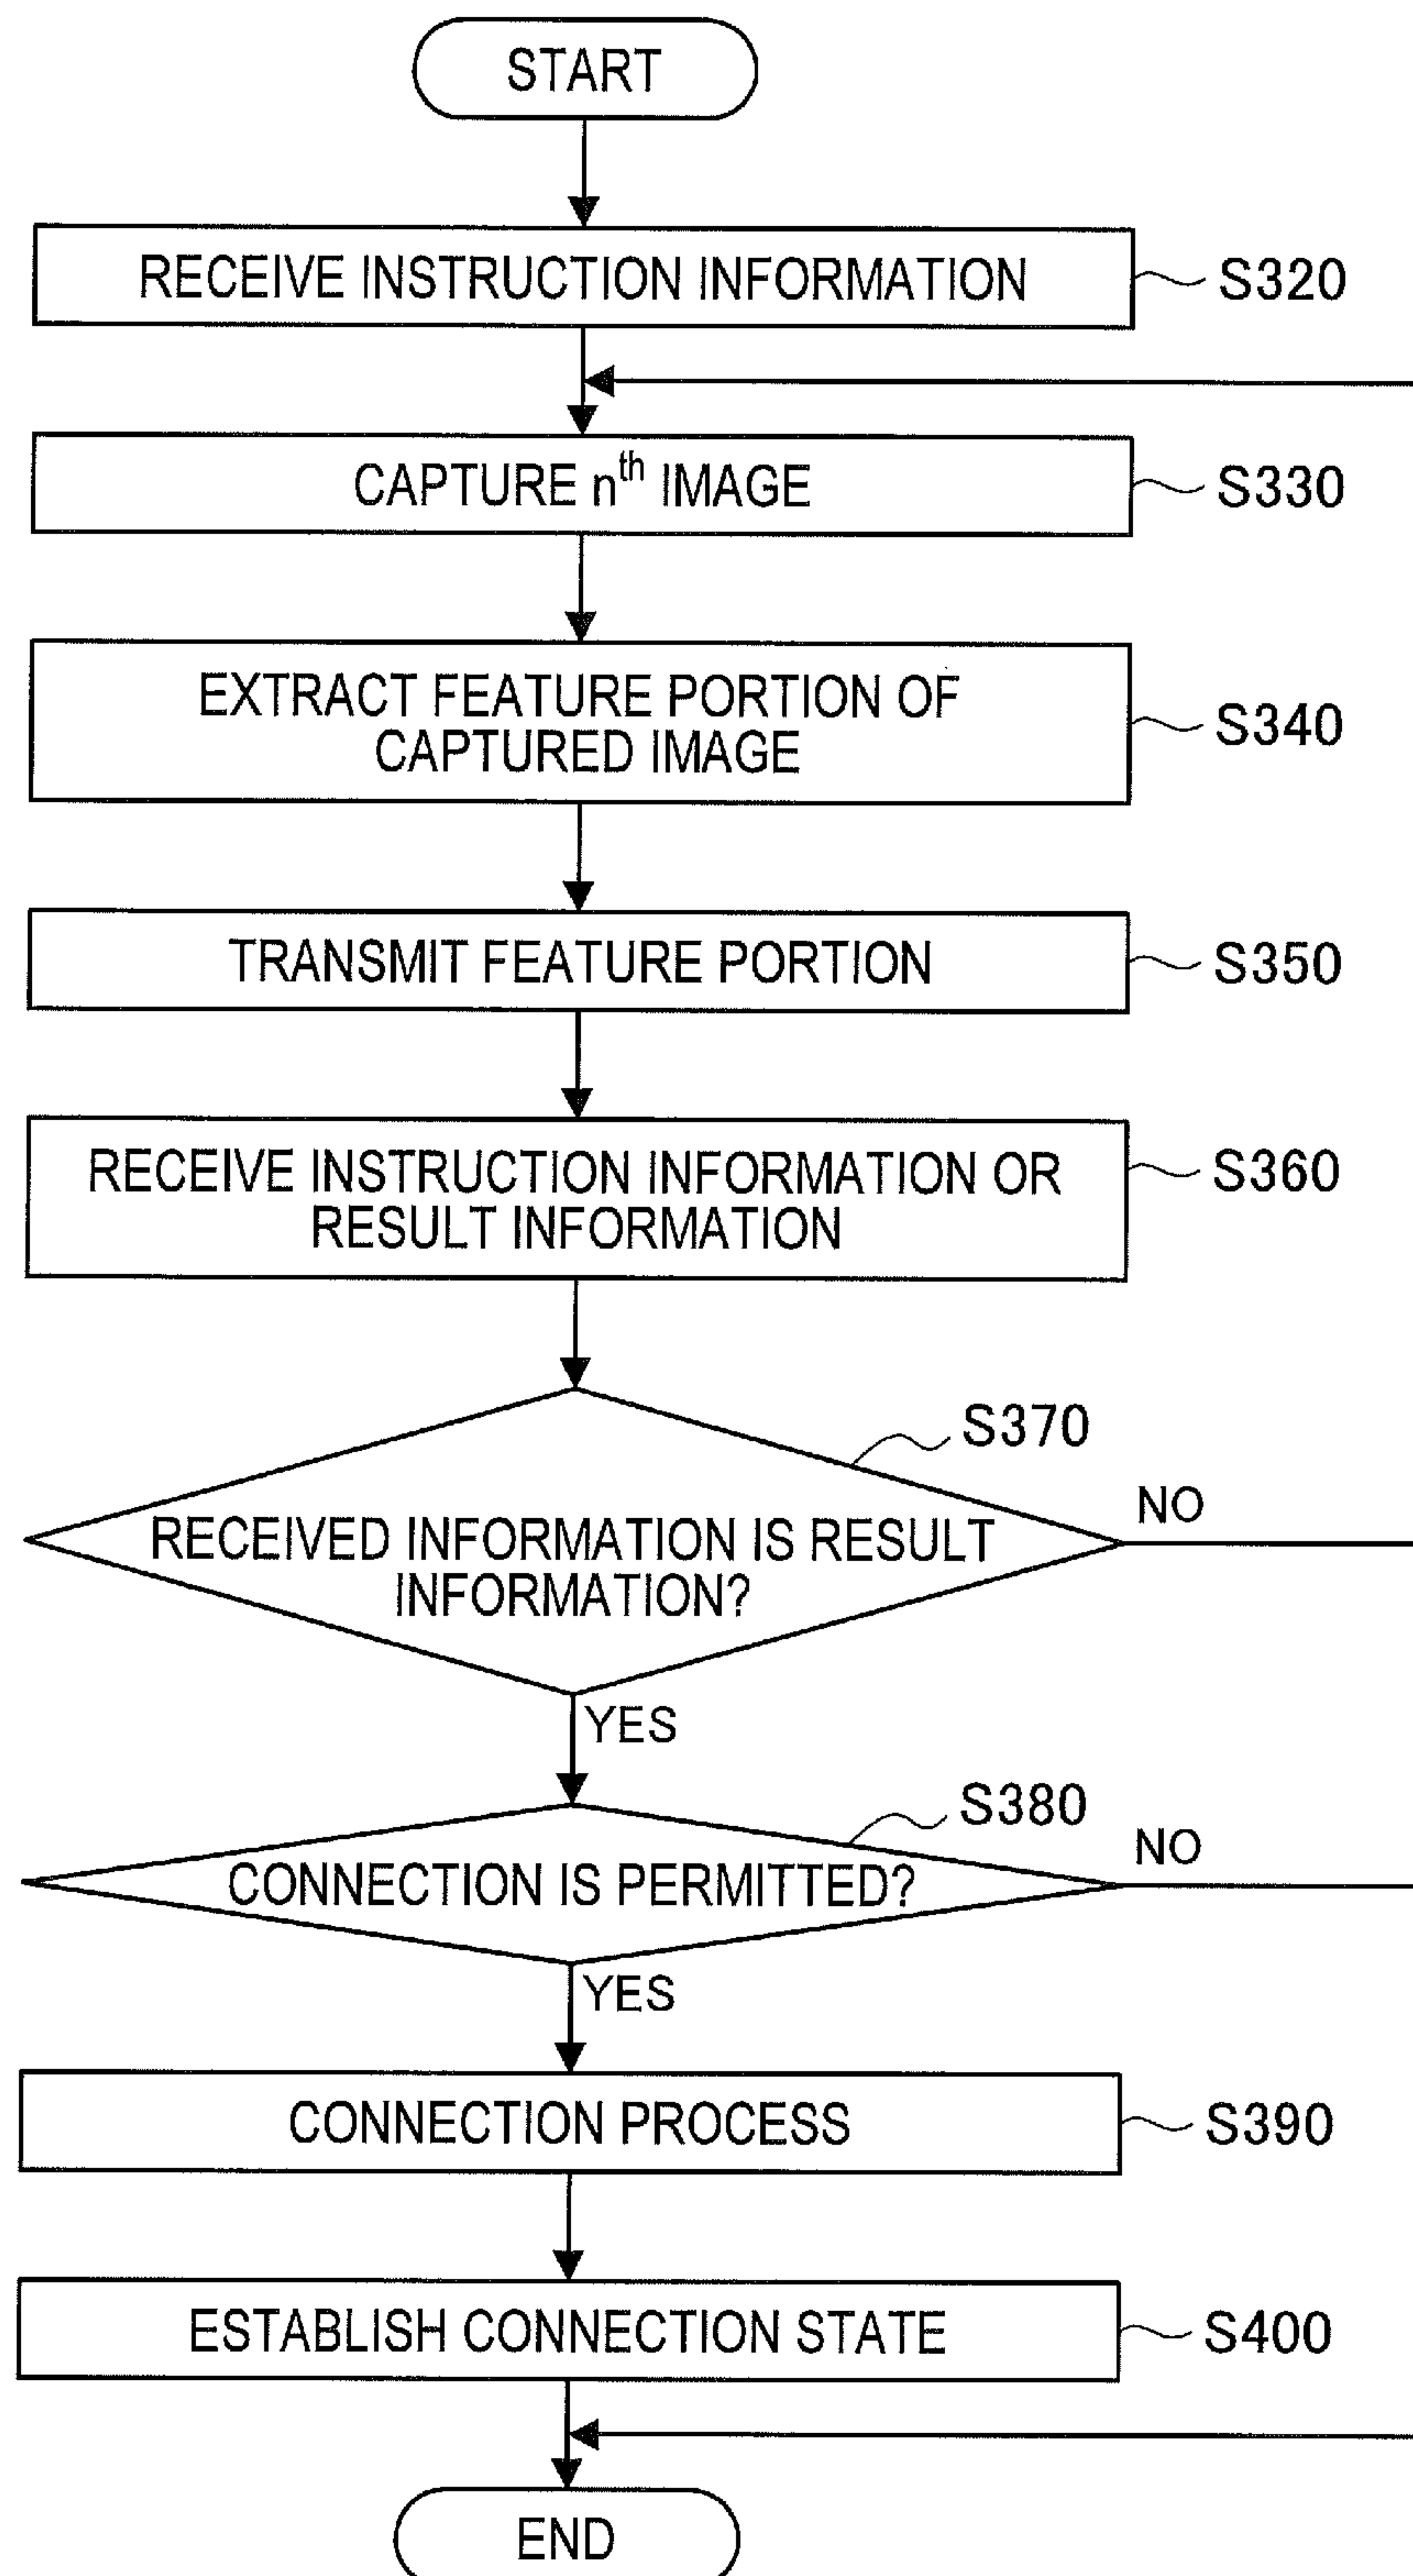 START
RECEIVE INSTRUCTION INFORMATION
S320
CAPTURE nth IMAGE
S330
EXTRACT FEATURE PORTION OF
CAPTURED IMAGE
S340
TRANSMIT FEATURE PORTION
S350
RECEIVE INSTRUCTION INFORMATION OR
RESULT INFORMATION
S360
S370
NO
RECEIVED INFORMATION IS RESULT
INFORMATION?
YES
S380
NO
CONNECTION IS PERMITTED?
YES
CONNECTION PROCESS
S390
ESTABLISH CONNECTION STATE
S400
END